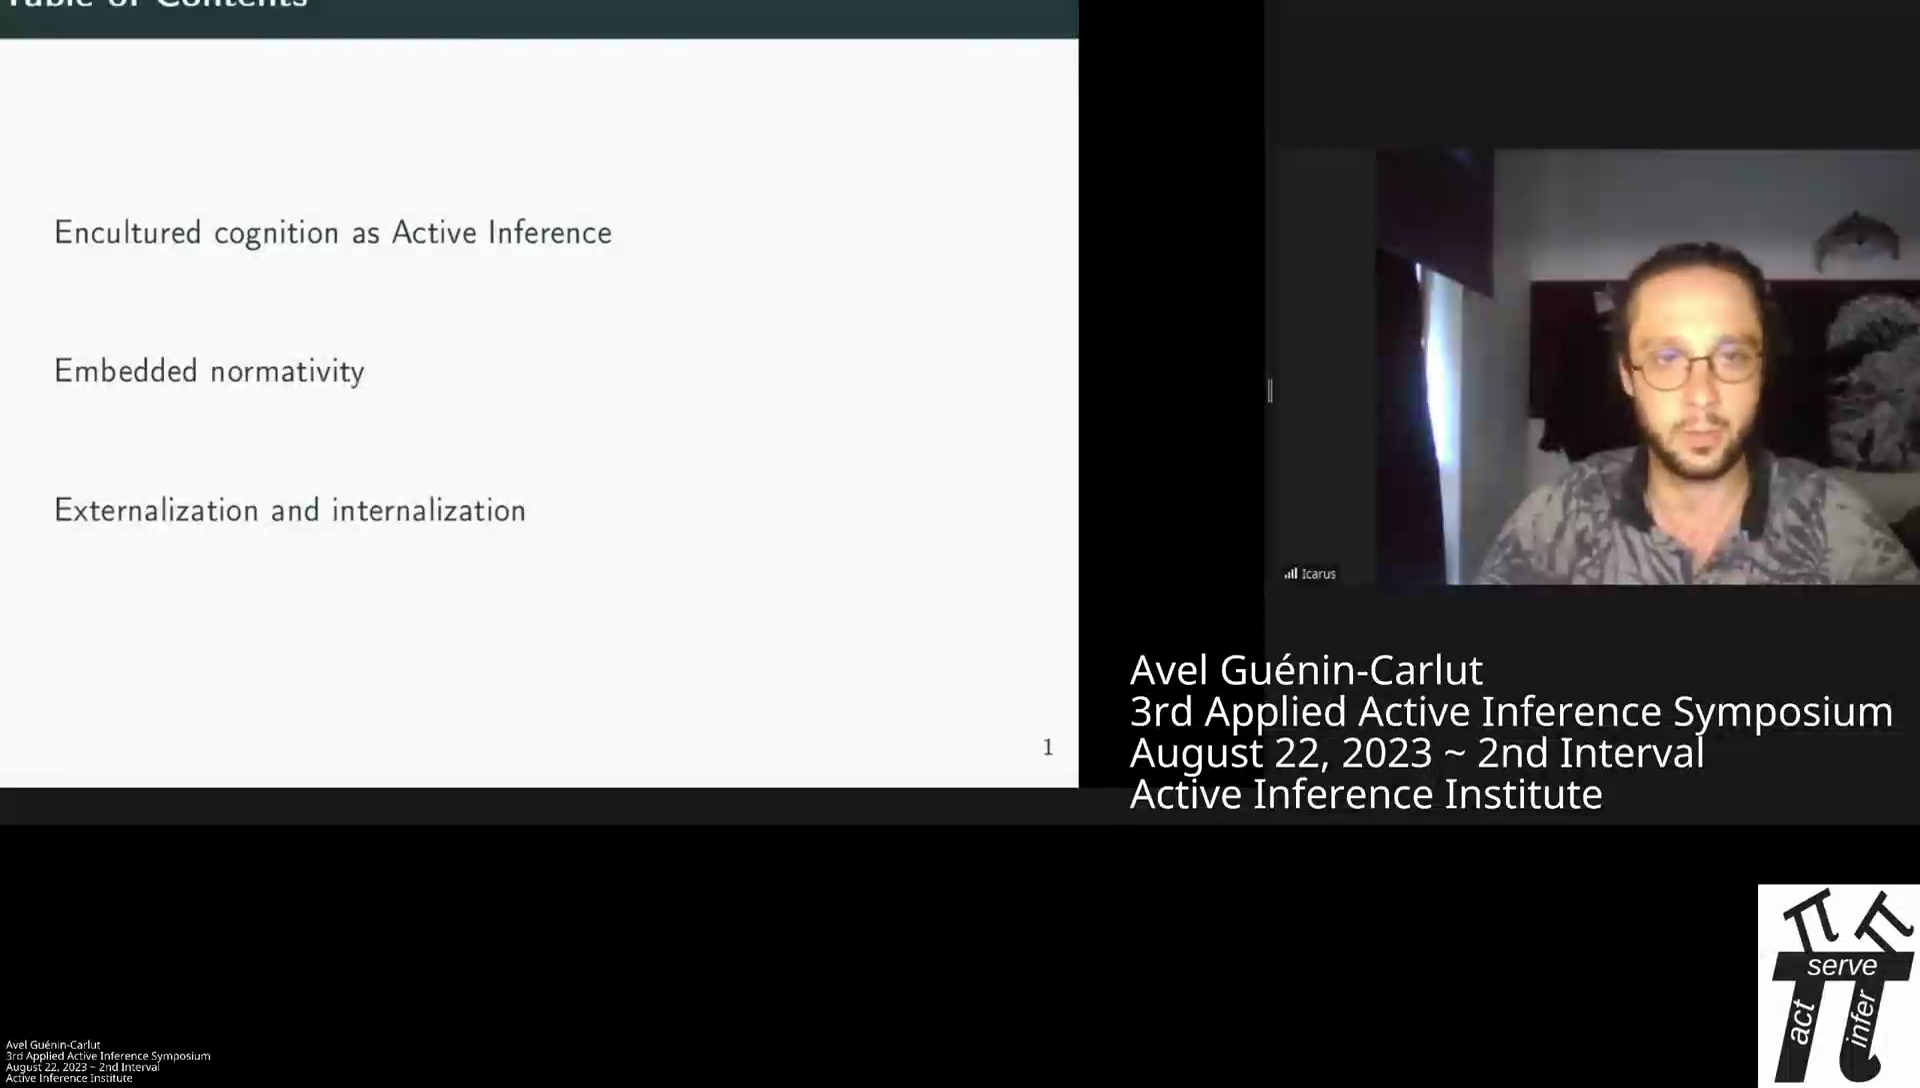 Table of Contents
Encultured cognition as Active Inference
Embedded normativity
Externalization and internalization
1
Icarus
Avel Guénin-Carlut
3rd Applied Active Inference Symposium
August 22, 2023 ~ 2nd Interval
Active Inference Institute
serve
act
infer
Avel Guénin-Carlut
3rd Applied Active Inference Symposium
August 22, 2023 ~ 2nd Interval
Active Inference Institute